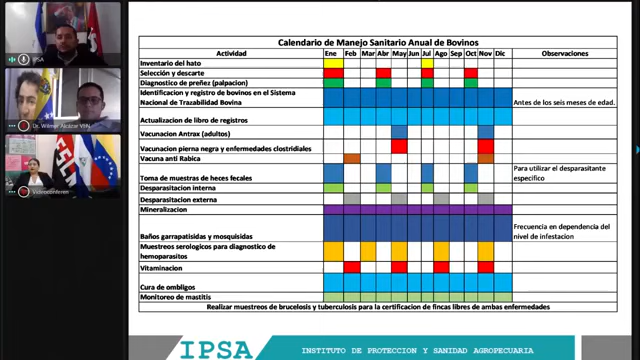 Calendario de Manejo Sanitario Anual de Bovinos
Actividad Ene Feb Mar Abr May Jun Jul Ago Sep Oct Nov Dic Observaciones
Inventario del hato
Selección y descarte
Diagnostico de preñez (palpacion)
Identificacion y registro de bovinos en el Sistema
Nacional de Trazabilidad Bovina
Antes de los seis meses de edad.
Actualizacion de libro de registros
Vacunacion Antrax (adultos)
Vacunacion pierna negra y enfermedades clostridiales
Vacuna anti Rabica
Toma de muestras de heces fecales
Para utilizar el desparasitante
especifico
Desparasitacion interna
Desparasitacion externa
Mineralizacion
Baños garrapatisidas y mosquisidas
Frecuencia en dependencia del
nivel de infestacion
Muestreos serologicos para diagnostico de
hemoparasitos
Vitaminacion
Cura de ombligos
Monitoreo de mastitis
Realizar muestreos de brucelosis y tuberculosis para la certificacion de fincas libres de ambas enfermedades
IPSA INSTITUTO DE PROTECCION Y SANIDAD AGROPECUARIA
IPSA
Dr. Wilmer Alcázar VIIN
Videoconferen
FSLN